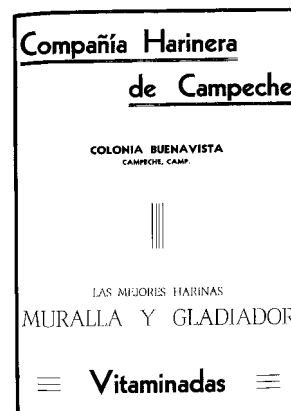 Compañía Harinera
de Campeche
COLONIA BUENAVISTA
CAMPECHE, CAMP.
LAS MEJORES HARINAS
MURALLA Y GLADIADOR
Vitaminadas